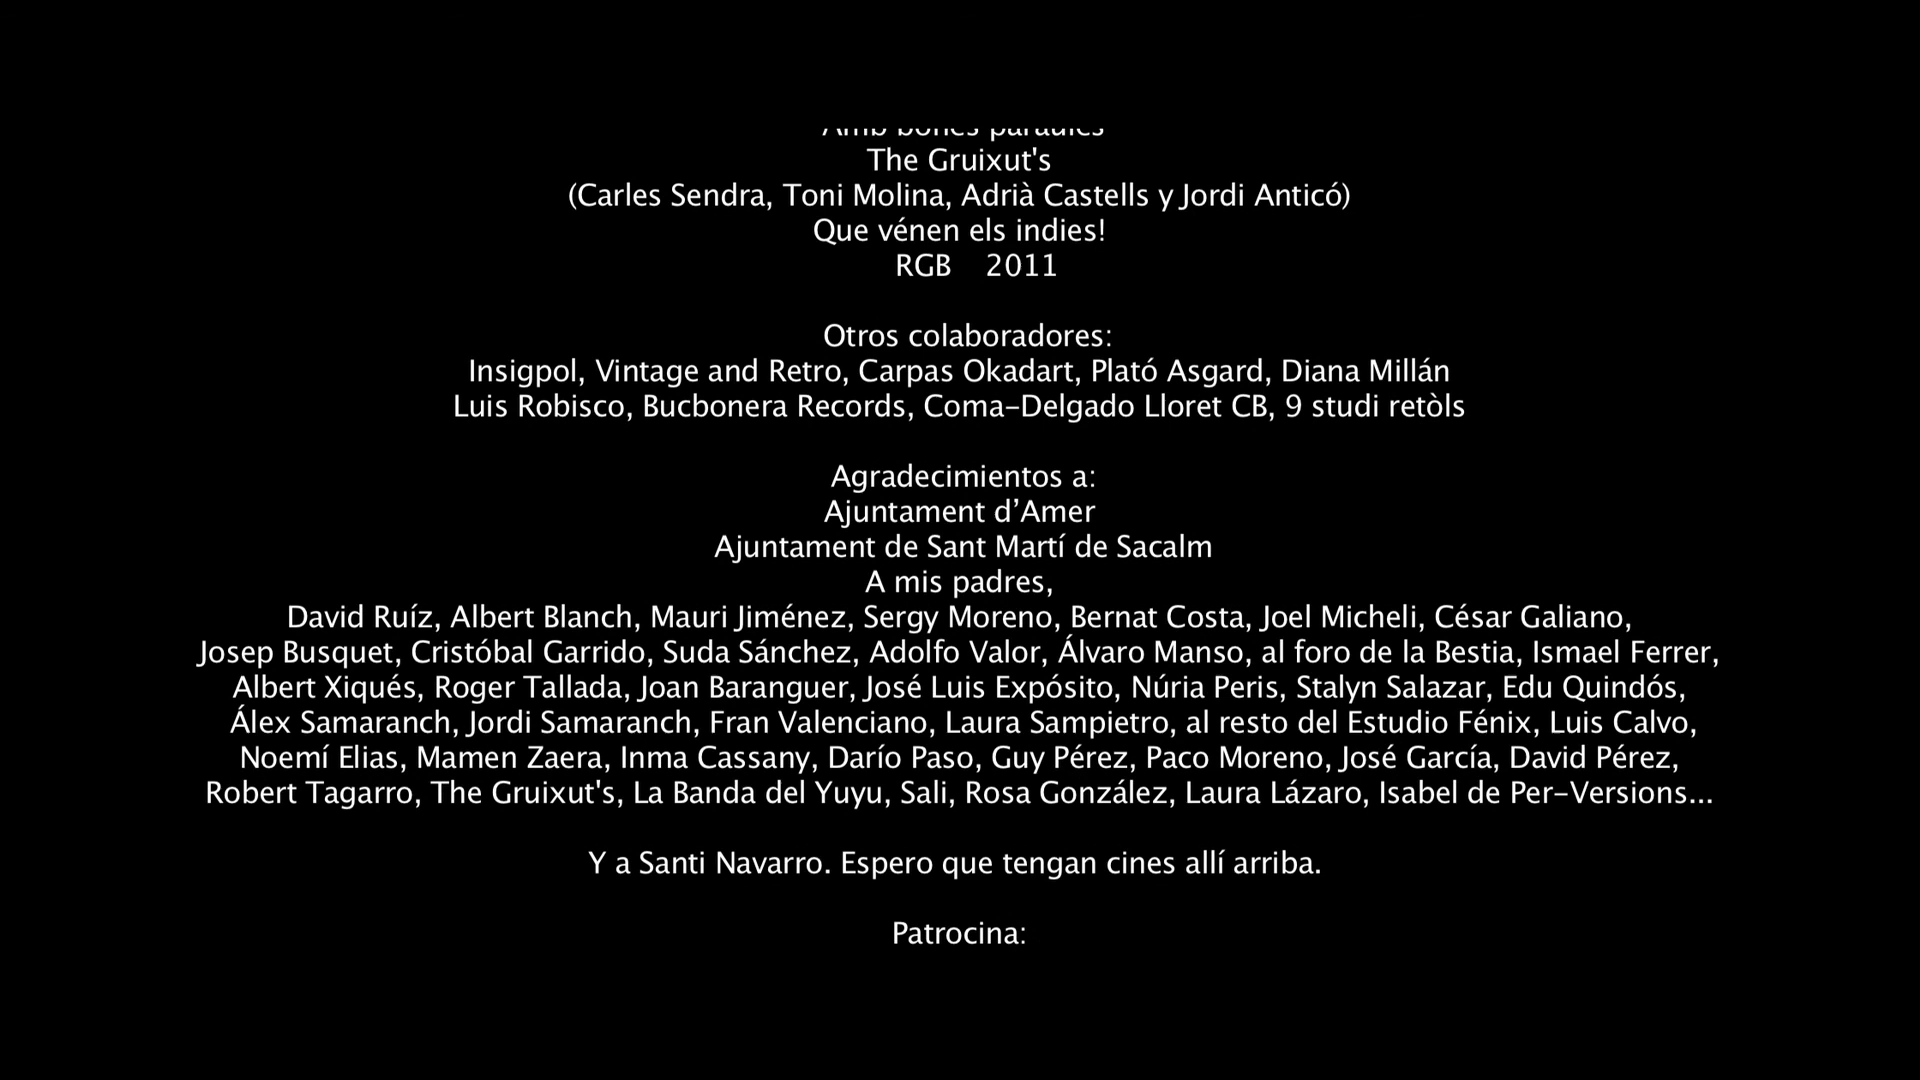 Amb bones paraules
The Gruixut's
(Carles Sendra, Toni Molina, Adrià Castells y Jordi Anticó)
Que vénen els indies!
RGB 2011
Otros colaboradores:
Insigpol, Vintage and Retro, Carpas Okadart, Plató Asgard, Diana Millán
Luis Robisco, Bucbonera Records, Coma-Delgado Lloret CB, 9 studi retòls
Agradecimientos a:
Ajuntament d’Amer
Ajuntament de Sant Martí de Sacalm
A mis padres,
David Ruíz, Albert Blanch, Mauri Jiménez, Sergy Moreno, Bernat Costa, Joel Micheli, César Galiano,
Josep Busquet, Cristóbal Garrido, Suda Sánchez, Adolfo Valor, Álvaro Manso, al foro de la Bestia, Ismael Ferrer,
Albert Xiqués, Roger Tallada, Joan Baranguer, José Luis Expósito, Núria Peris, Stalyn Salazar, Edu Quindós,
Álex Samaranch, Jordi Samaranch, Fran Valenciano, Laura Sampietro, al resto del Estudio Fénix, Luis Calvo,
Noemí Elias, Mamen Zaera, Inma Cassany, Darío Paso, Guy Pérez, Paco Moreno, José García, David Pérez,
Robert Tagarro, The Gruixut's, La Banda del Yuyu, Sali, Rosa González, Laura Lázaro, Isabel de Per-Versions...
Y a Santi Navarro. Espero que tengan cines allí arriba.
Patrocina: